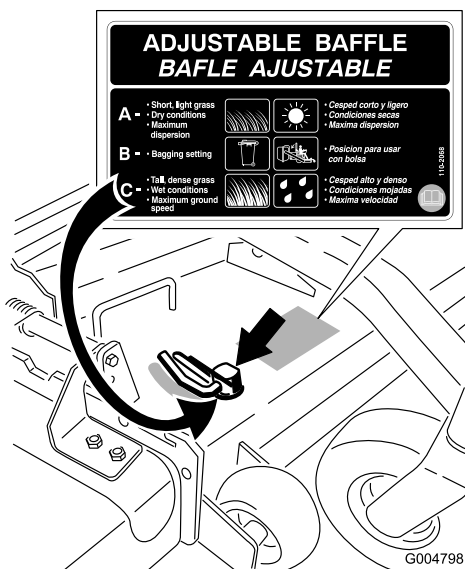 ADJUSTABLE BAFFLE
BAFLE AJUSTABLE
A - • Short, light grass
• Dry conditions
• Maximum
dispersion
• Cesped corto y ligero
• Condiciones secas
• Maxima dispersion
B - • Bagging setting
• Posicion para usar
con bolsa
C - • Tall, dense grass
• Wet conditions
• Maximum ground
speed
• Cesped alto y denso
• Condiciones mojadas
• Maxima velocidad
110-2068
G004798